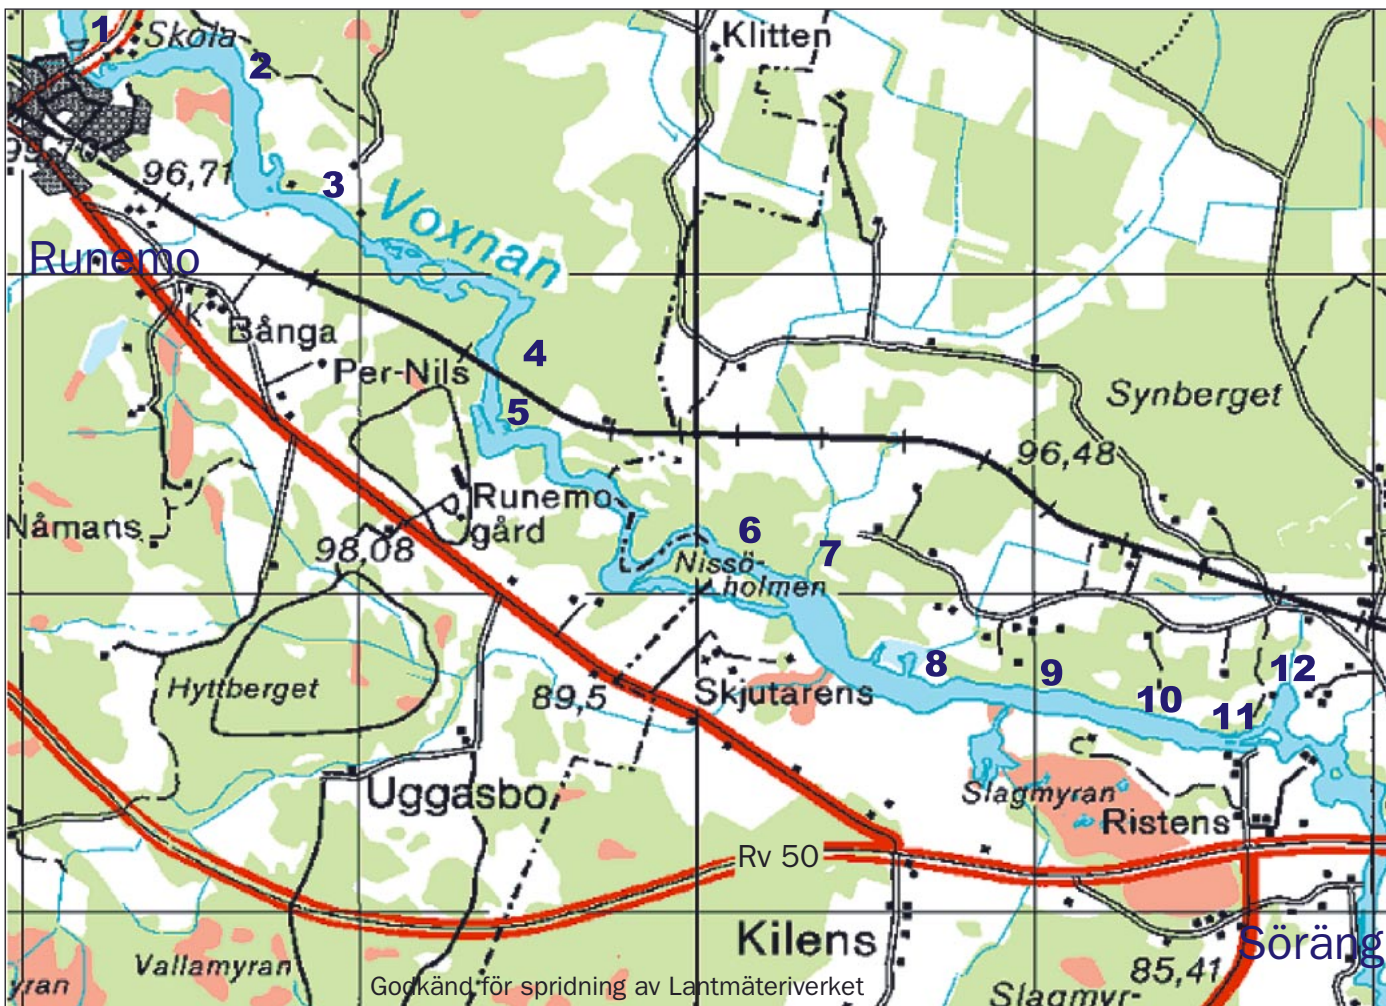 1
Skola
2
Klitten
96,71
3
Voxnan
Runemo
K
Bånga
4
Per-Nils
5
Synberget
96,48
Runemo
gård
Nåmans
98,08
6
Nissö-
holmen
7
Hyttberget
89,5
Skjutarens
8
9
10
11
12
Uggasbo
Slagmyran
Ristens
Rv 50
Kilens
Söräng
85,41
Vallamyran
yran
Slagmyr-
Godkänd för spridning av Lantmäteriverket